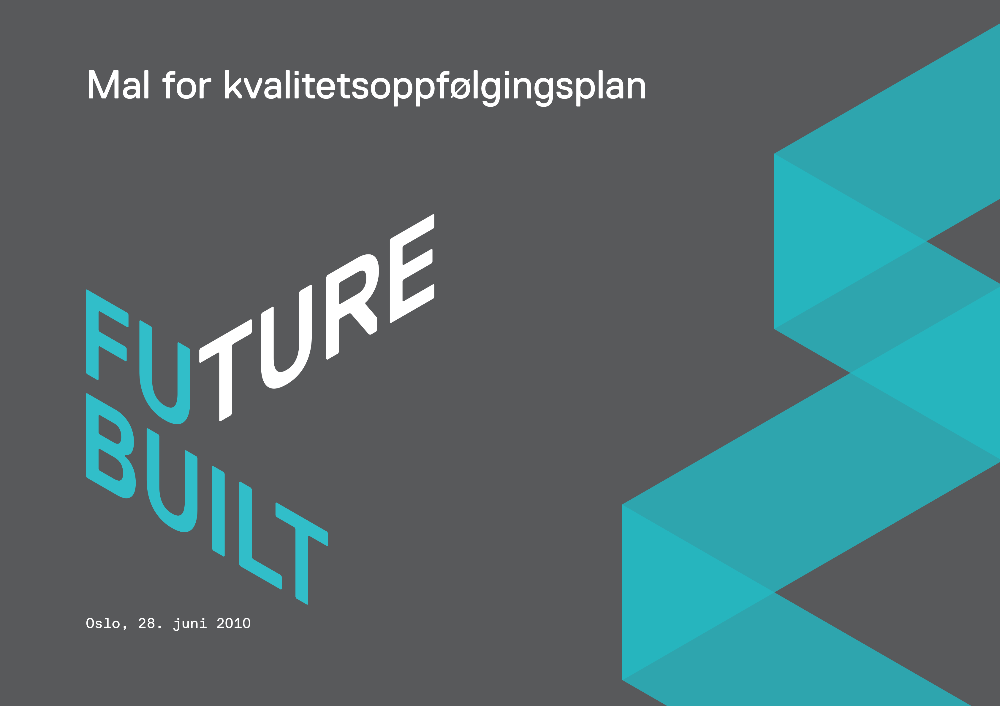 Mal for kvalitetsoppfølgingsplan
FUTURE
BUILT
Oslo, 28. juni 2010